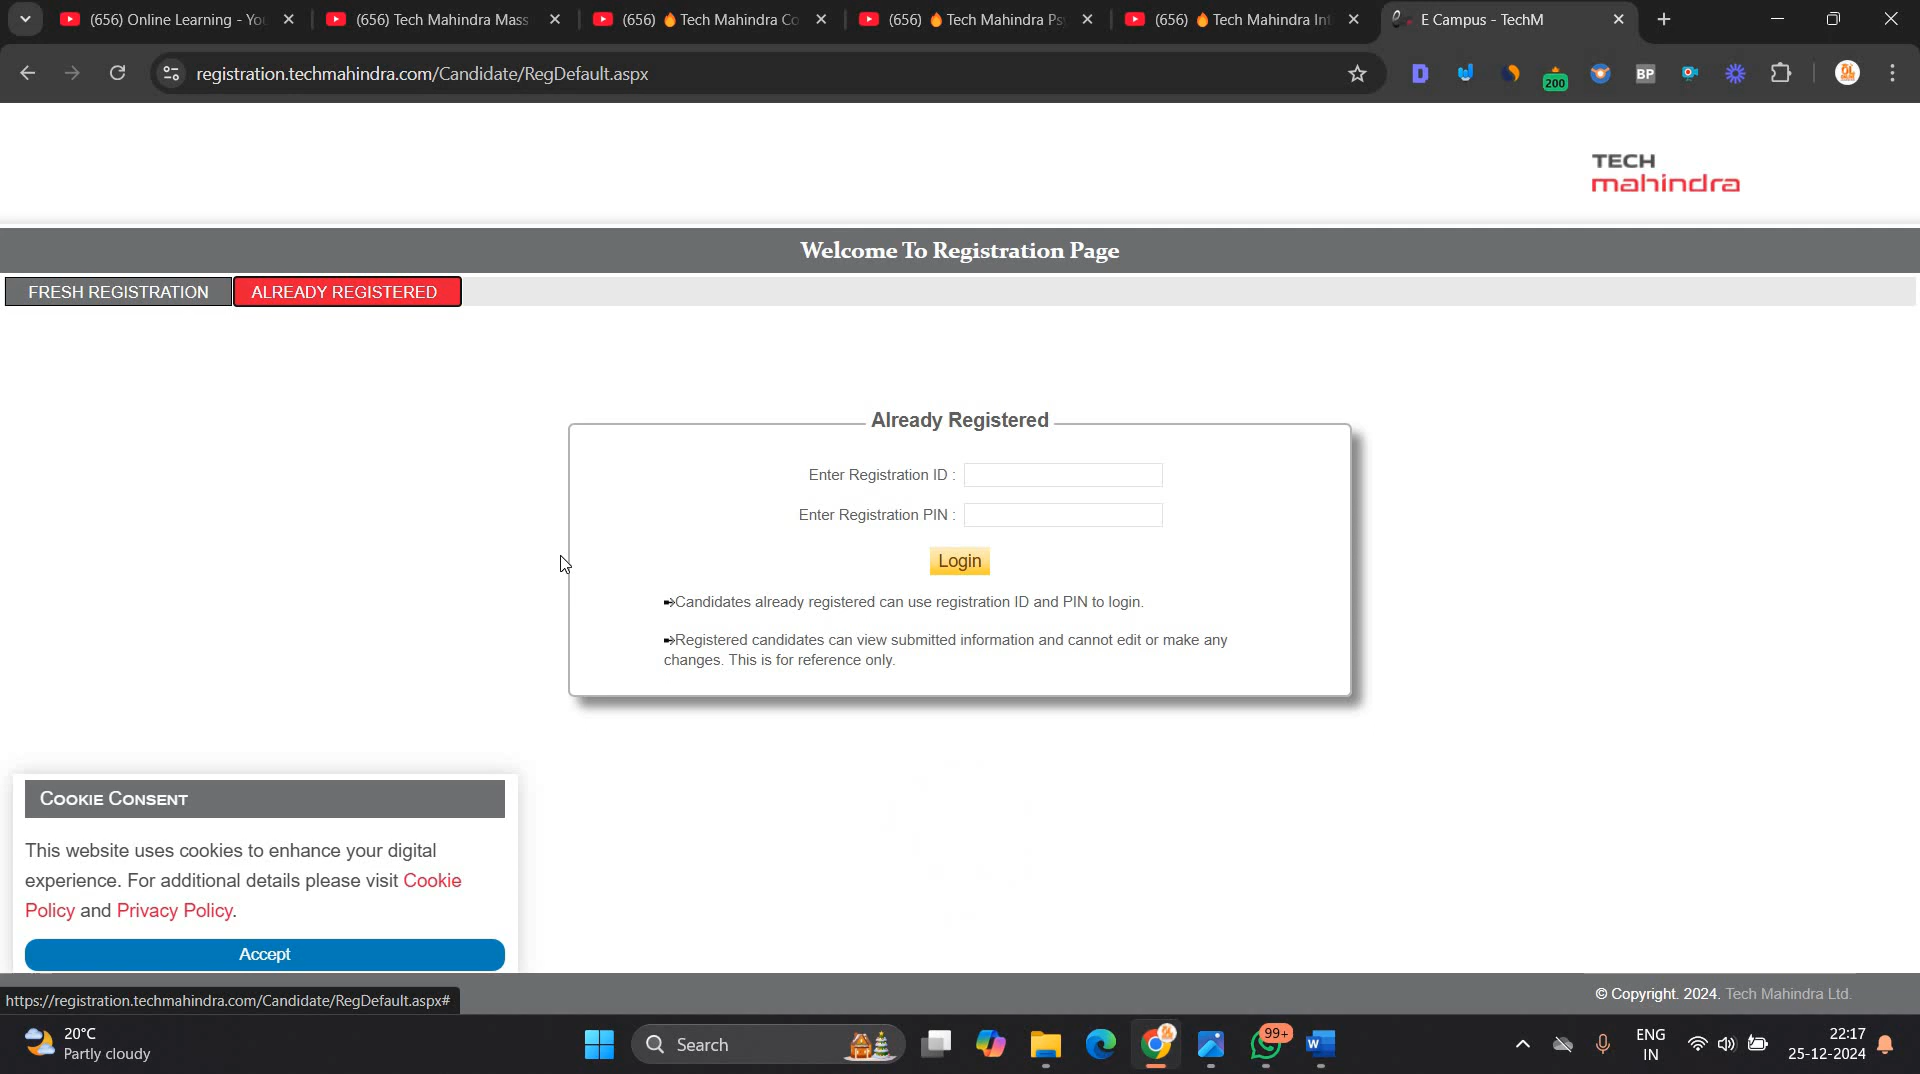 (656) Online Learning - You
(656) Tech Mahindra Mass
(656) 🔥Tech Mahindra Co
(656) 🔥Tech Mahindra Ps
(656) 🔥Tech Mahindra Int
E Campus - TechM
registration.techmahindra.com/Candidate/RegDefault.aspx
200
BP
TECH
mahindra
Welcome To Registration Page
FRESH REGISTRATION
ALREADY REGISTERED
Already Registered
Enter Registration ID :
Enter Registration PIN :
Login
➨Candidates already registered can use registration ID and PIN to login.
➨Registered candidates can view submitted information and cannot edit or make any
changes. This is for reference only.
COOKIE CONSENT
This website uses cookies to enhance your digital
experience. For additional details please visit Cookie
Policy and Privacy Policy.
Accept
https://registration.techmahindra.com/Candidate/RegDefault.aspx#
© Copyright. 2024. Tech Mahindra Ltd.
20°C
Partly cloudy
Search
99+
ENG
IN
22:17
25-12-2024